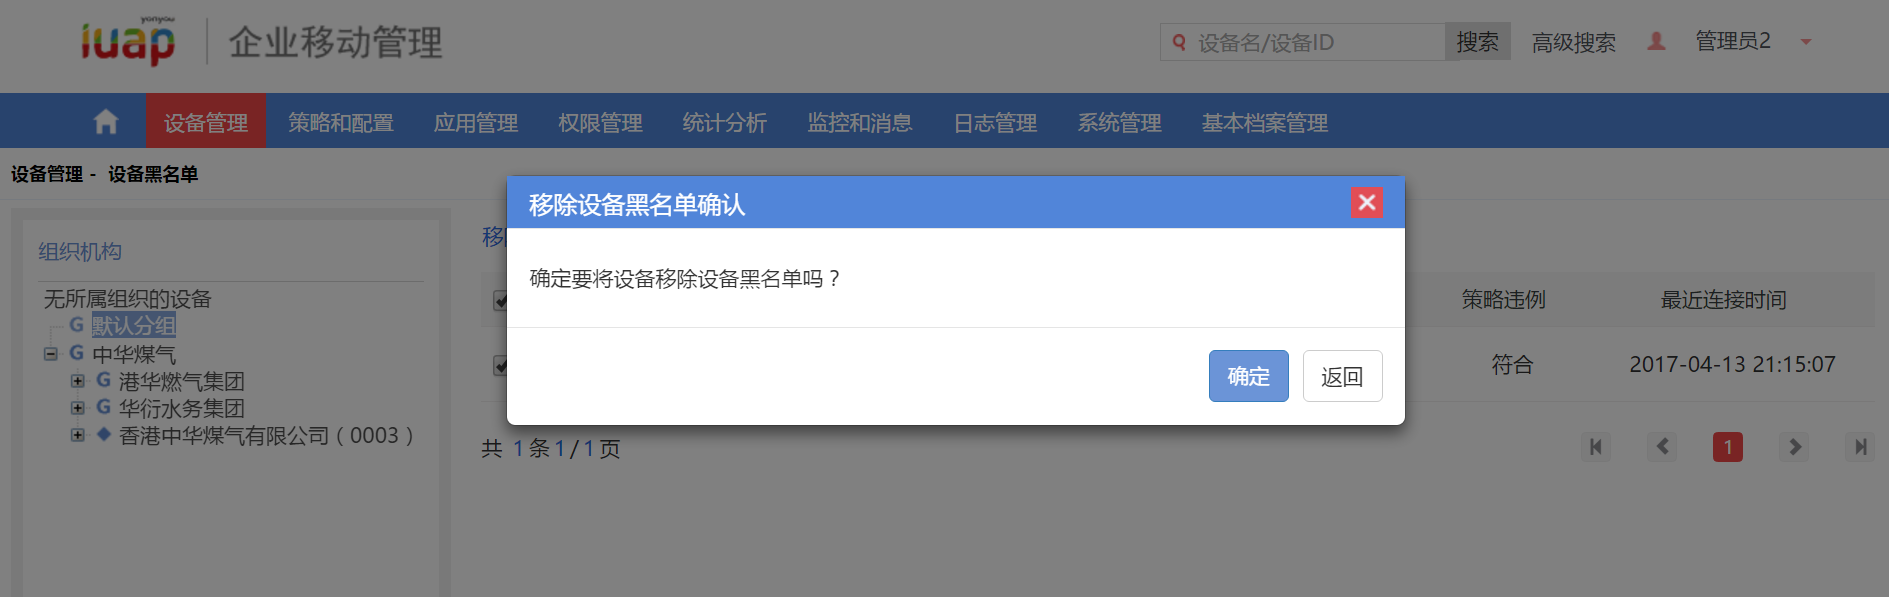 yonyou
iuap 企业移动管理
设备名/设备ID 搜索 高级搜索 管理员2
设备管理 策略和配置 应用管理 权限管理 统计分析 监控和消息 日志管理 系统管理 基本档案管理
设备管理 - 设备黑名单
移除设备黑名单确认
确定要将设备移除设备黑名单吗？
确定 返回
组织机构
无所属组织的设备
G 默认分组
G 中华煤气
G 港华燃气集团
G 华衍水务集团
香港中华煤气有限公司（0003）
移
策略违例 最近连接时间
符合 2017-04-13 21:15:07
共 1 条 1 / 1 页
1